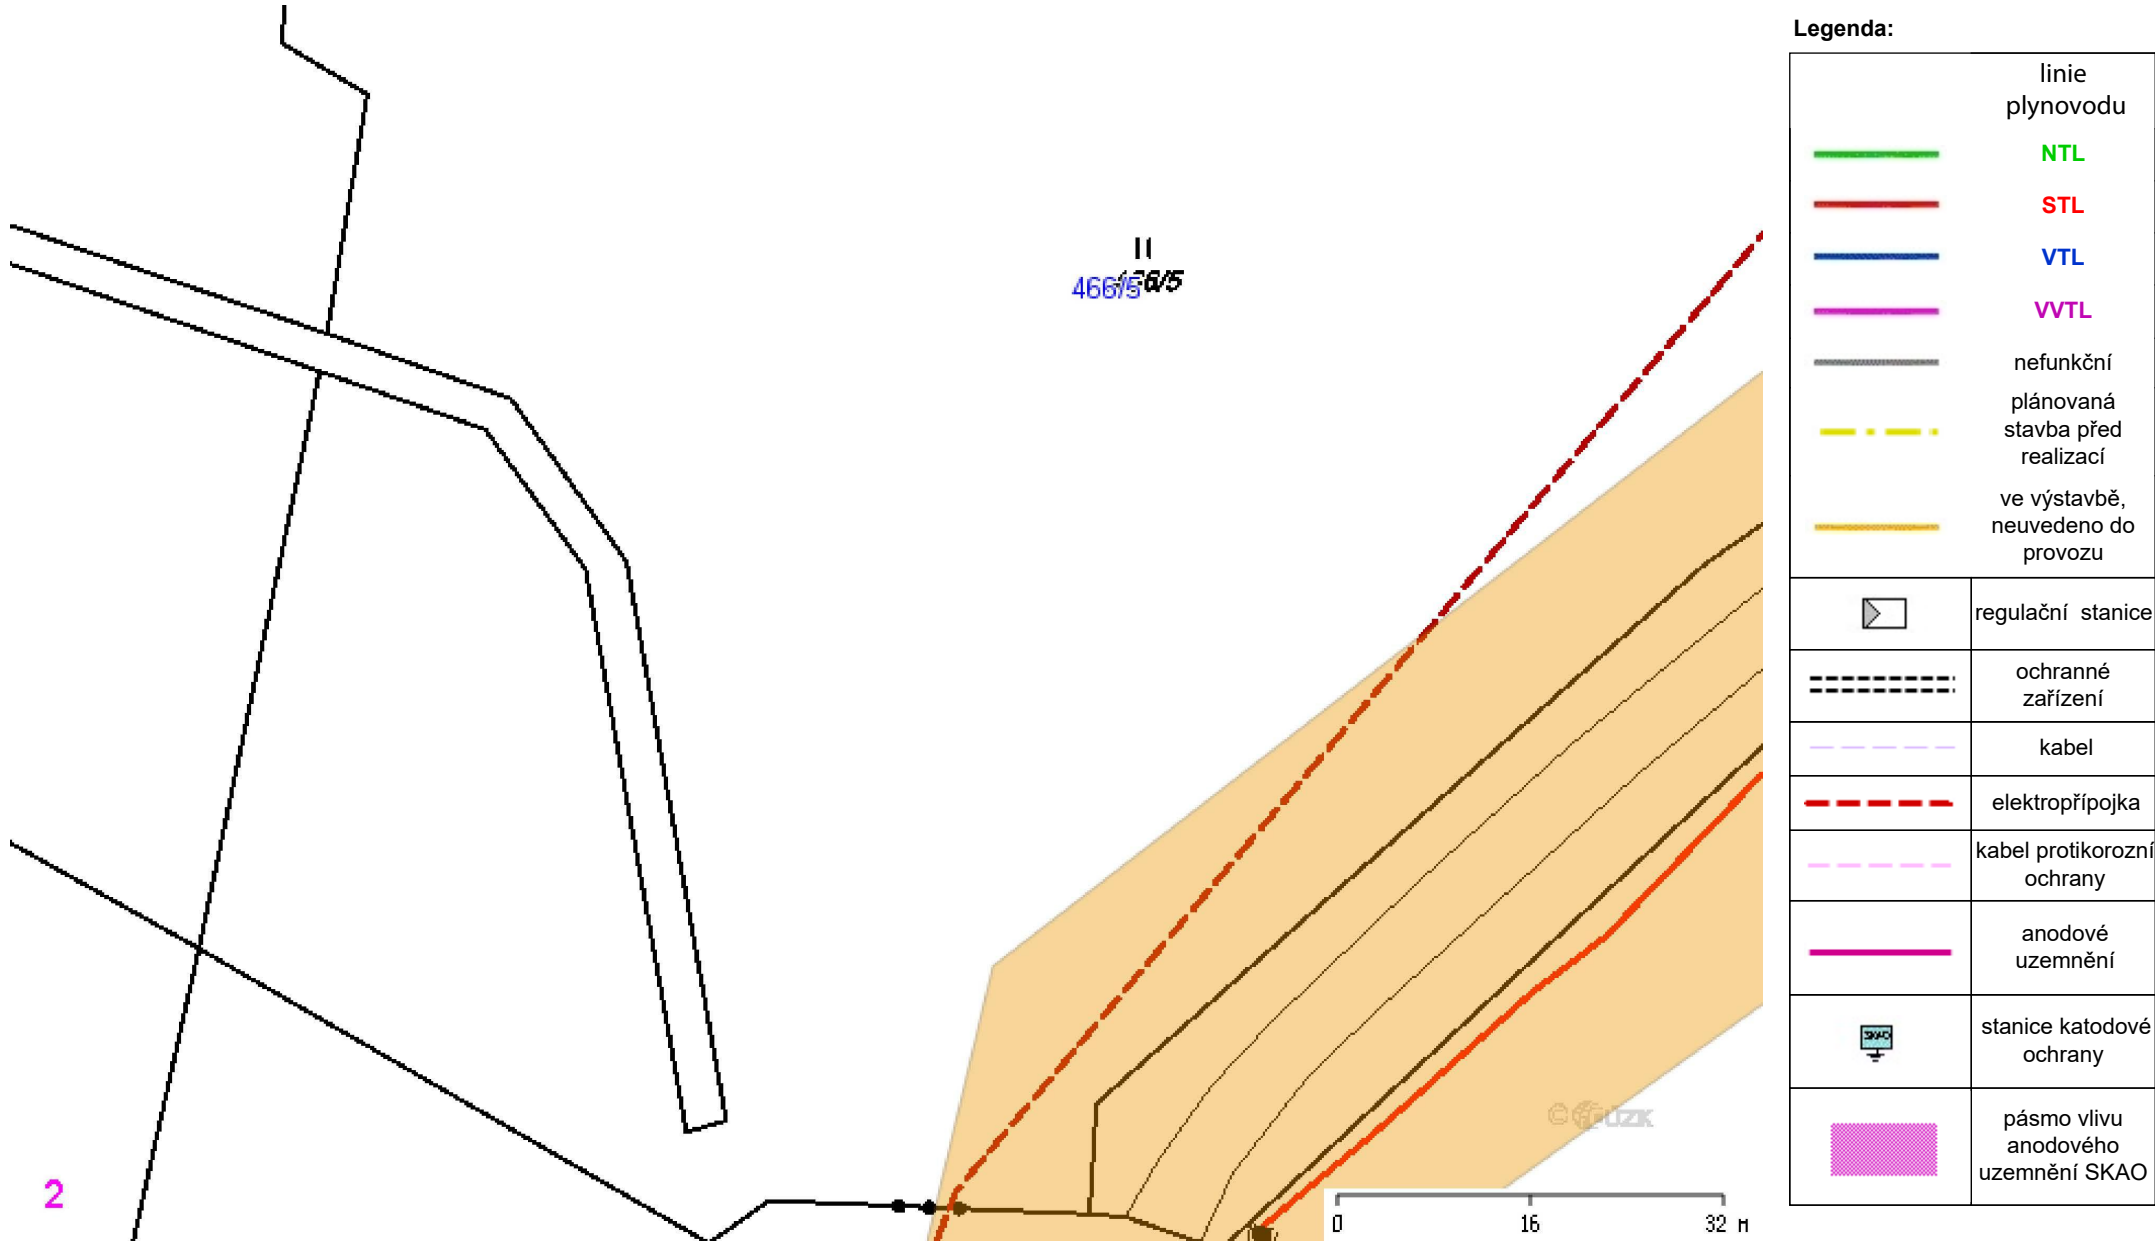 Legenda:
linie
plynovodu
NTL
STL
VTL
VVTL
nefunkční
plánovaná
stavba před
realizací
ve výstavbě,
neuvedeno do
provozu
regulační stanice
ochranné
zařízení
kabel
elektropřípojka
kabel protikorozní
ochrany
anodové
uzemnění
SKAO
stanice katodové
ochrany
pásmo vlivu
anodového
uzemnění SKAO
466/5
2
0 16 32 M